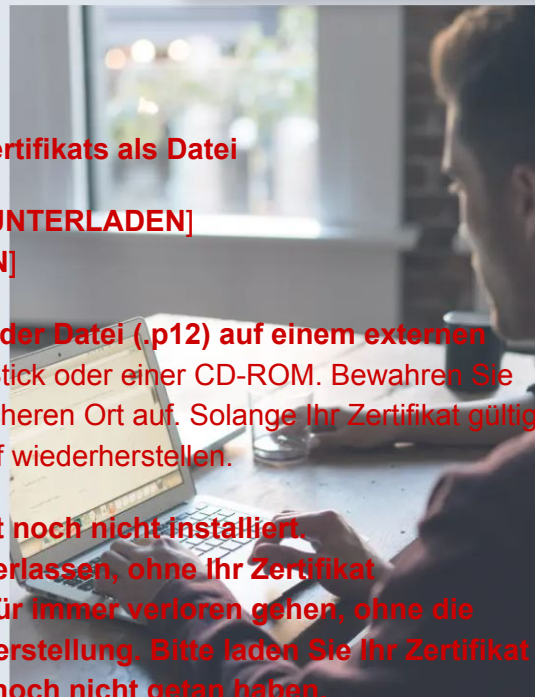 ertifikats als Datei
UNTERLADEN]
N]
der Datei (.p12) auf einem externen
Stick oder einer CD-ROM. Bewahren Sie
heren Ort auf. Solange Ihr Zertifikat gültig
f wiederherstellen.
t noch nicht installiert.
erlassen, ohne Ihr Zertifikat
ür immer verloren gehen, ohne die
erstellung. Bitte laden Sie Ihr Zertifikat
noch nicht getan haben.